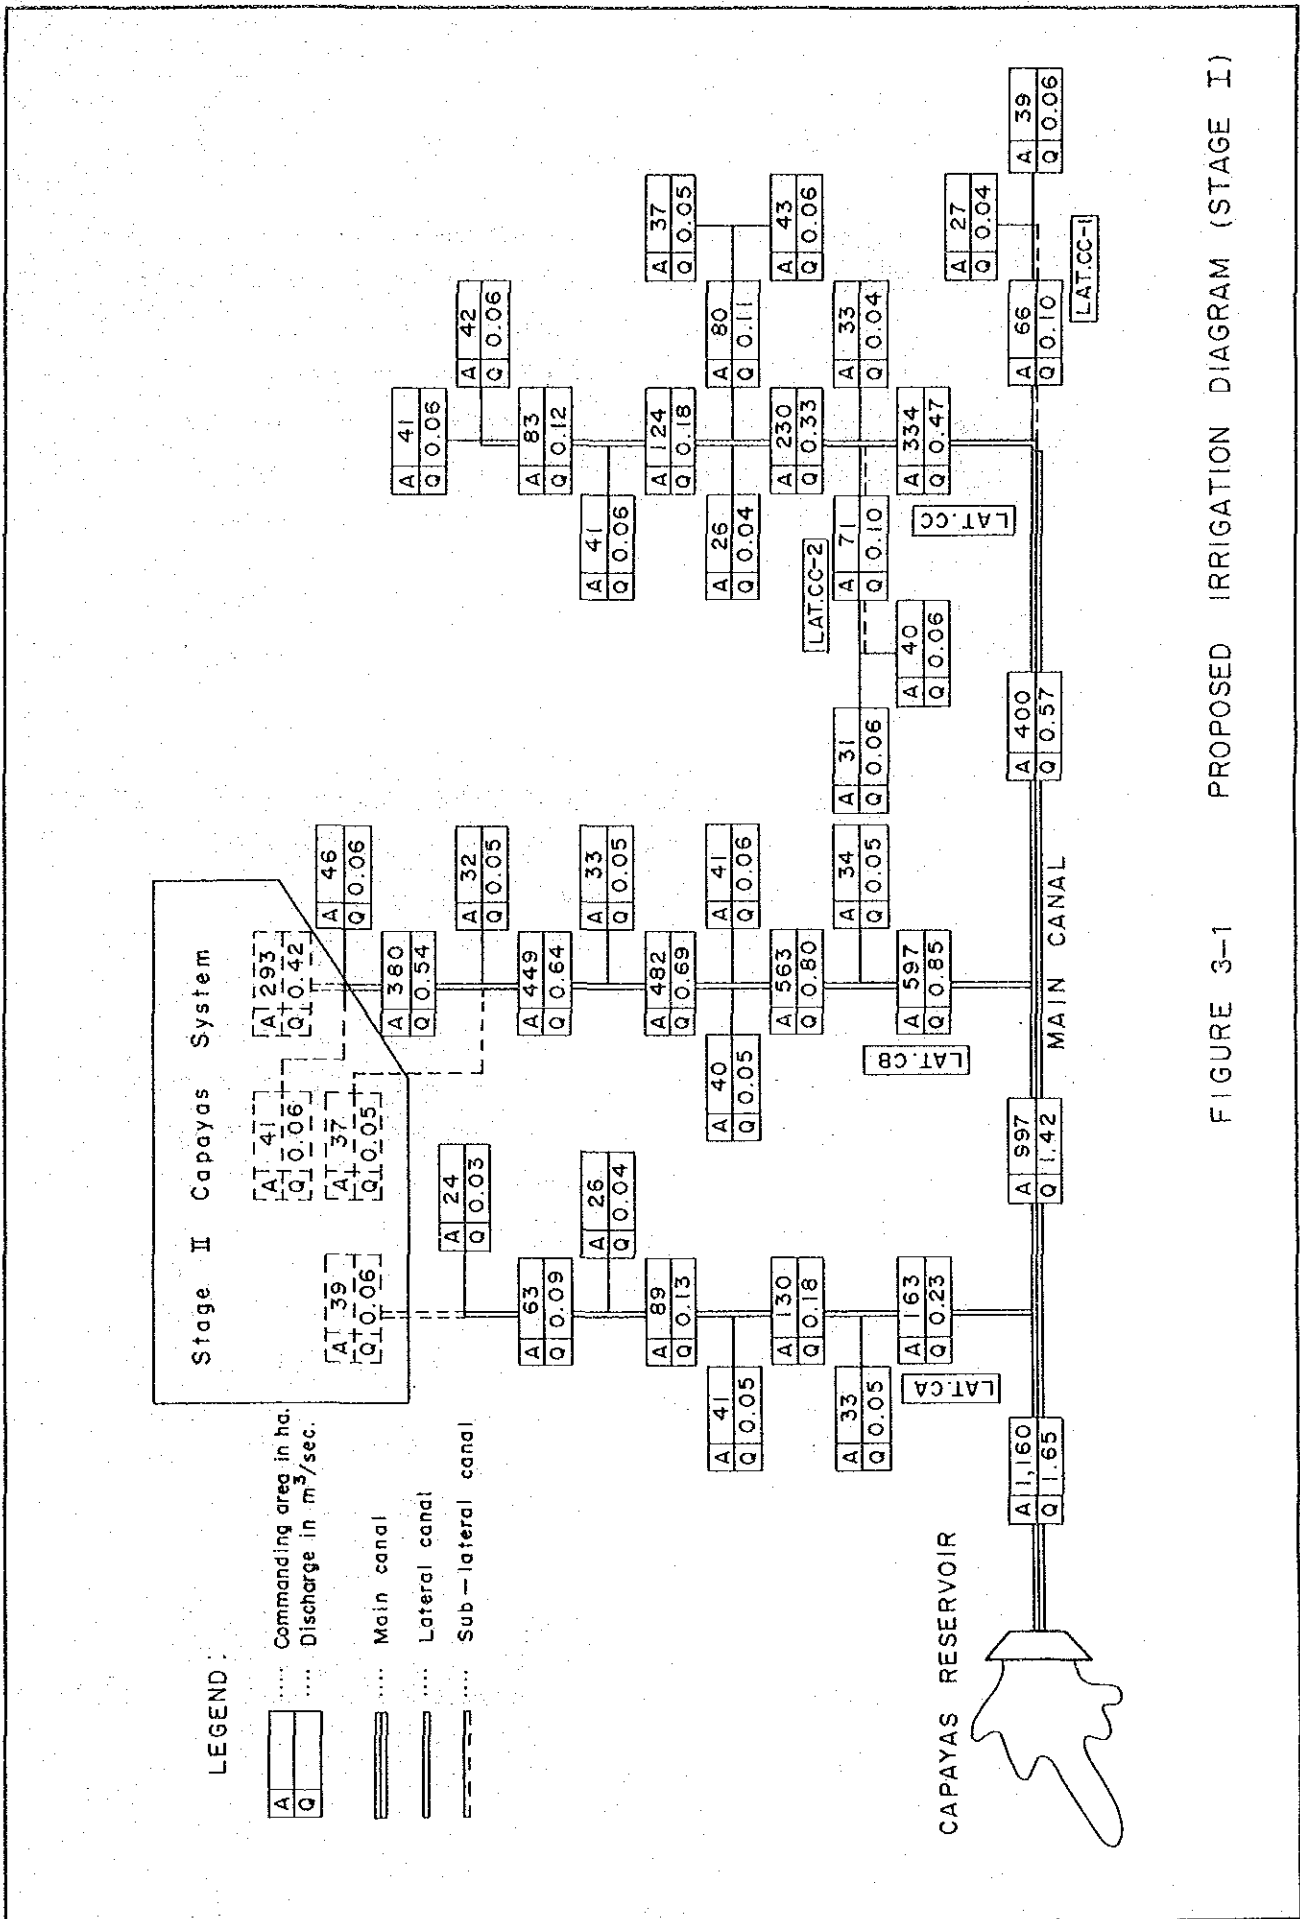 LEGEND:
A ···· Commanding area in ha.
Q ···· Discharge in m³/sec.
···· Main canal
···· Lateral canal
···· Sub-lateral canal
Stage II Capayas System
A 39
Q 0.06
A 41
Q 0.06
A 37
Q 0.05
A 293
Q 0.42
A 24
Q 0.03
A 63
Q 0.09
A 26
Q 0.04
A 89
Q 0.13
A 41
Q 0.05
A 130
Q 0.18
A 33
Q 0.05
A 163
Q 0.23
LAT.CA
A 46
Q 0.06
A 380
Q 0.54
A 32
Q 0.05
A 449
Q 0.64
A 33
Q 0.05
A 482
Q 0.69
A 41
Q 0.06
A 40
Q 0.05
A 563
Q 0.80
A 34
Q 0.05
A 597
Q 0.85
LAT.CB
A 41
Q 0.06
A 42
Q 0.06
A 83
Q 0.12
A 41
Q 0.06
A 124
Q 0.18
A 37
Q 0.05
A 80
Q 0.11
A 43
Q 0.06
A 26
Q 0.04
A 230
Q 0.33
A 33
Q 0.04
LAT.CC-2
A 71
Q 0.10
A 31
Q 0.06
A 40
Q 0.06
A 334
Q 0.47
LAT.CC
CAPAYAS RESERVOIR
A 1,160
Q 1.65
A 997
Q 1.42
MAIN CANAL
A 400
Q 0.57
A 66
Q 0.10
A 27
Q 0.04
A 39
Q 0.06
LAT.CC-1
FIGURE 3-1 PROPOSED IRRIGATION DIAGRAM (STAGE I)